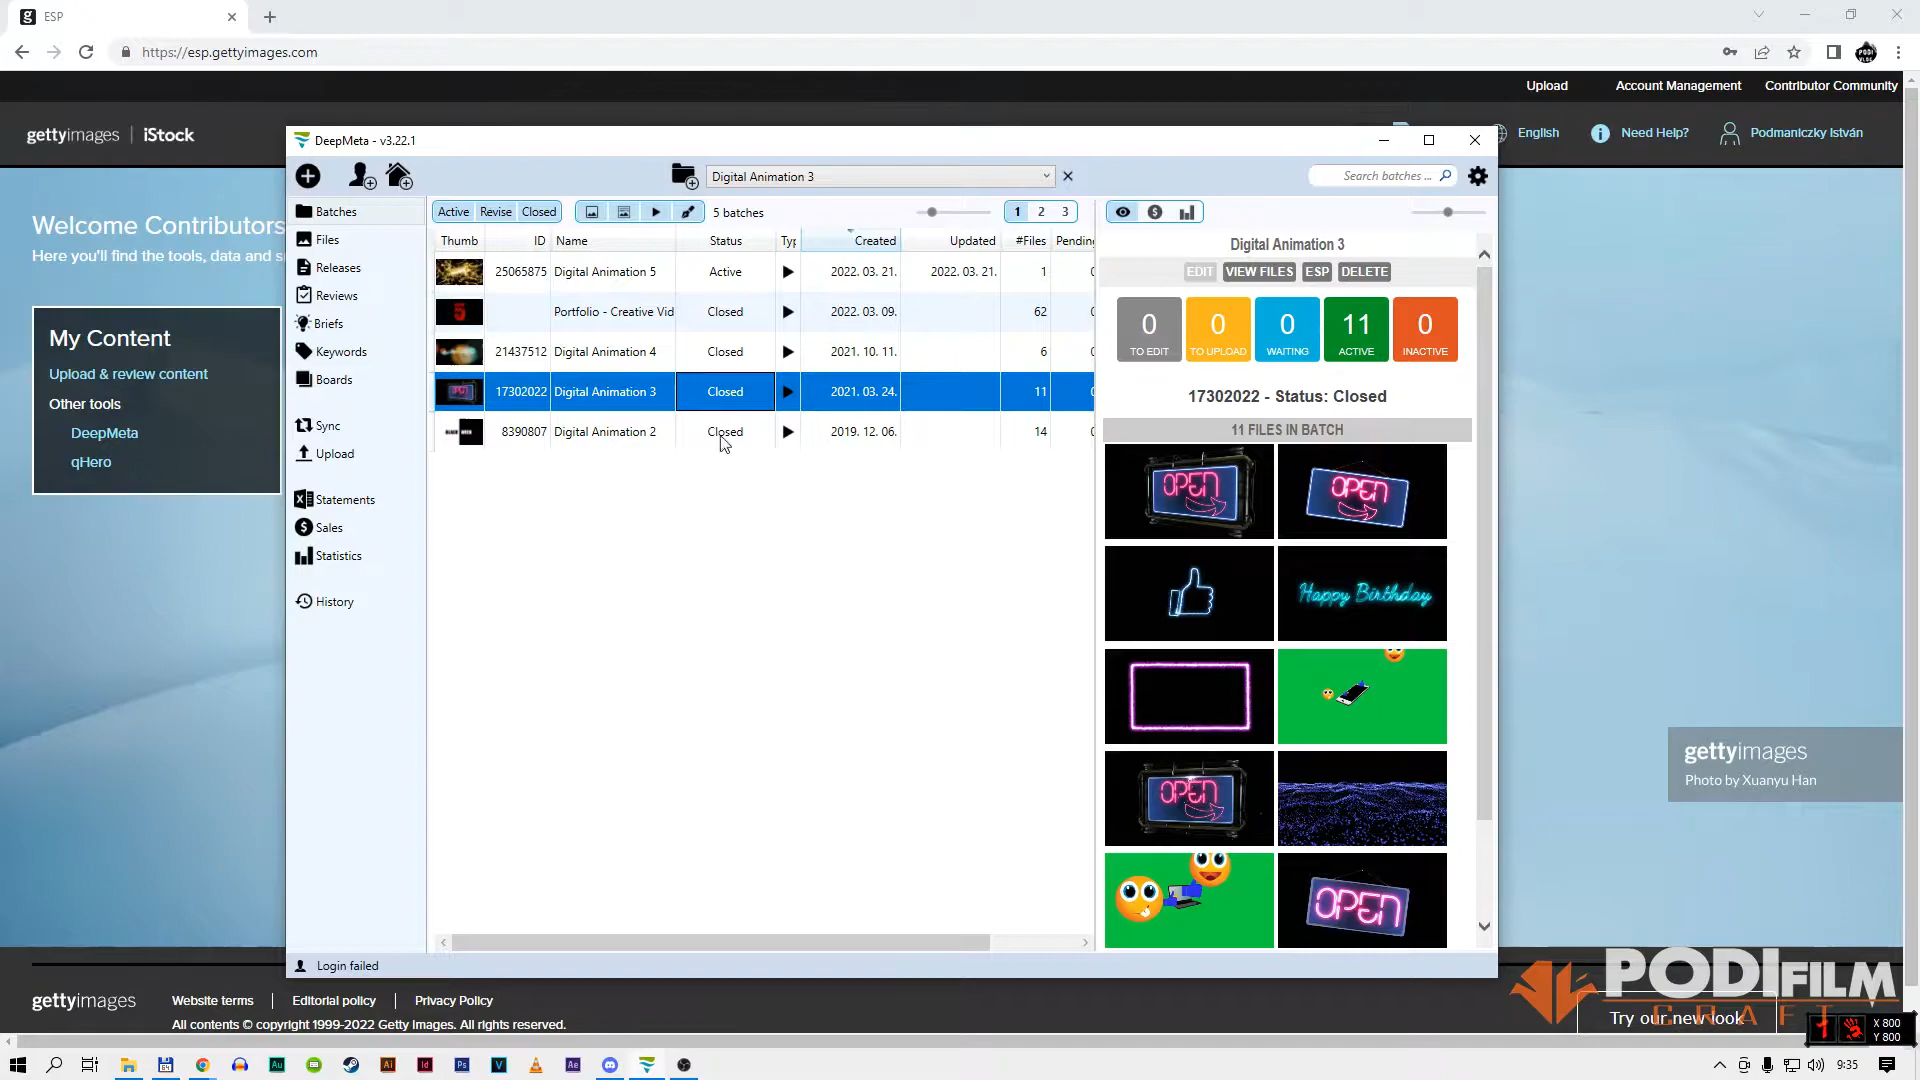 ESP
https://esp.gettyimages.com
Upload
Account Management
Contributor Community
gettyimages | iStock
English
Need Help?
Podmaniczky István
Welcome Contributors
Here you'll find the tools, data and s
My Content
Upload & review content
Other tools
DeepMeta
qHero
DeepMeta - v3.22.1
Digital Animation 3
Search batches ...
Batches
Files
Releases
Reviews
Briefs
Keywords
Boards
Sync
Upload
Statements
Sales
Statistics
History
Active Revise Closed
5 batches
1 2 3
Thumb ID Name Status Typ Created Updated #Files Pending
25065875 Digital Animation 5 Active 2022. 03. 21. 2022. 03. 21. 1
Portfolio - Creative Vid Closed 2022. 03. 09. 62
21437512 Digital Animation 4 Closed 2021. 10. 11. 6
17302022 Digital Animation 3 Closed 2021. 03. 24. 11
8390807 Digital Animation 2 Closed 2019. 12. 06. 14
Digital Animation 3
EDIT VIEW FILES ESP DELETE
0 0 0 11 0
TO EDIT TO UPLOAD WAITING ACTIVE INACTIVE
17302022 - Status: Closed
11 FILES IN BATCH
OPEN
OPEN
Happy Birthday
OPEN
OPEN
Login failed
gettyimages
Photo by Xuanyu Han
gettyimages
Website terms | Editorial policy | Privacy Policy
All contents © copyright 1999-2022 Getty Images. All rights reserved.
PODIFILM
CRAFT
Try our new look
X 800
Y 800
9:35